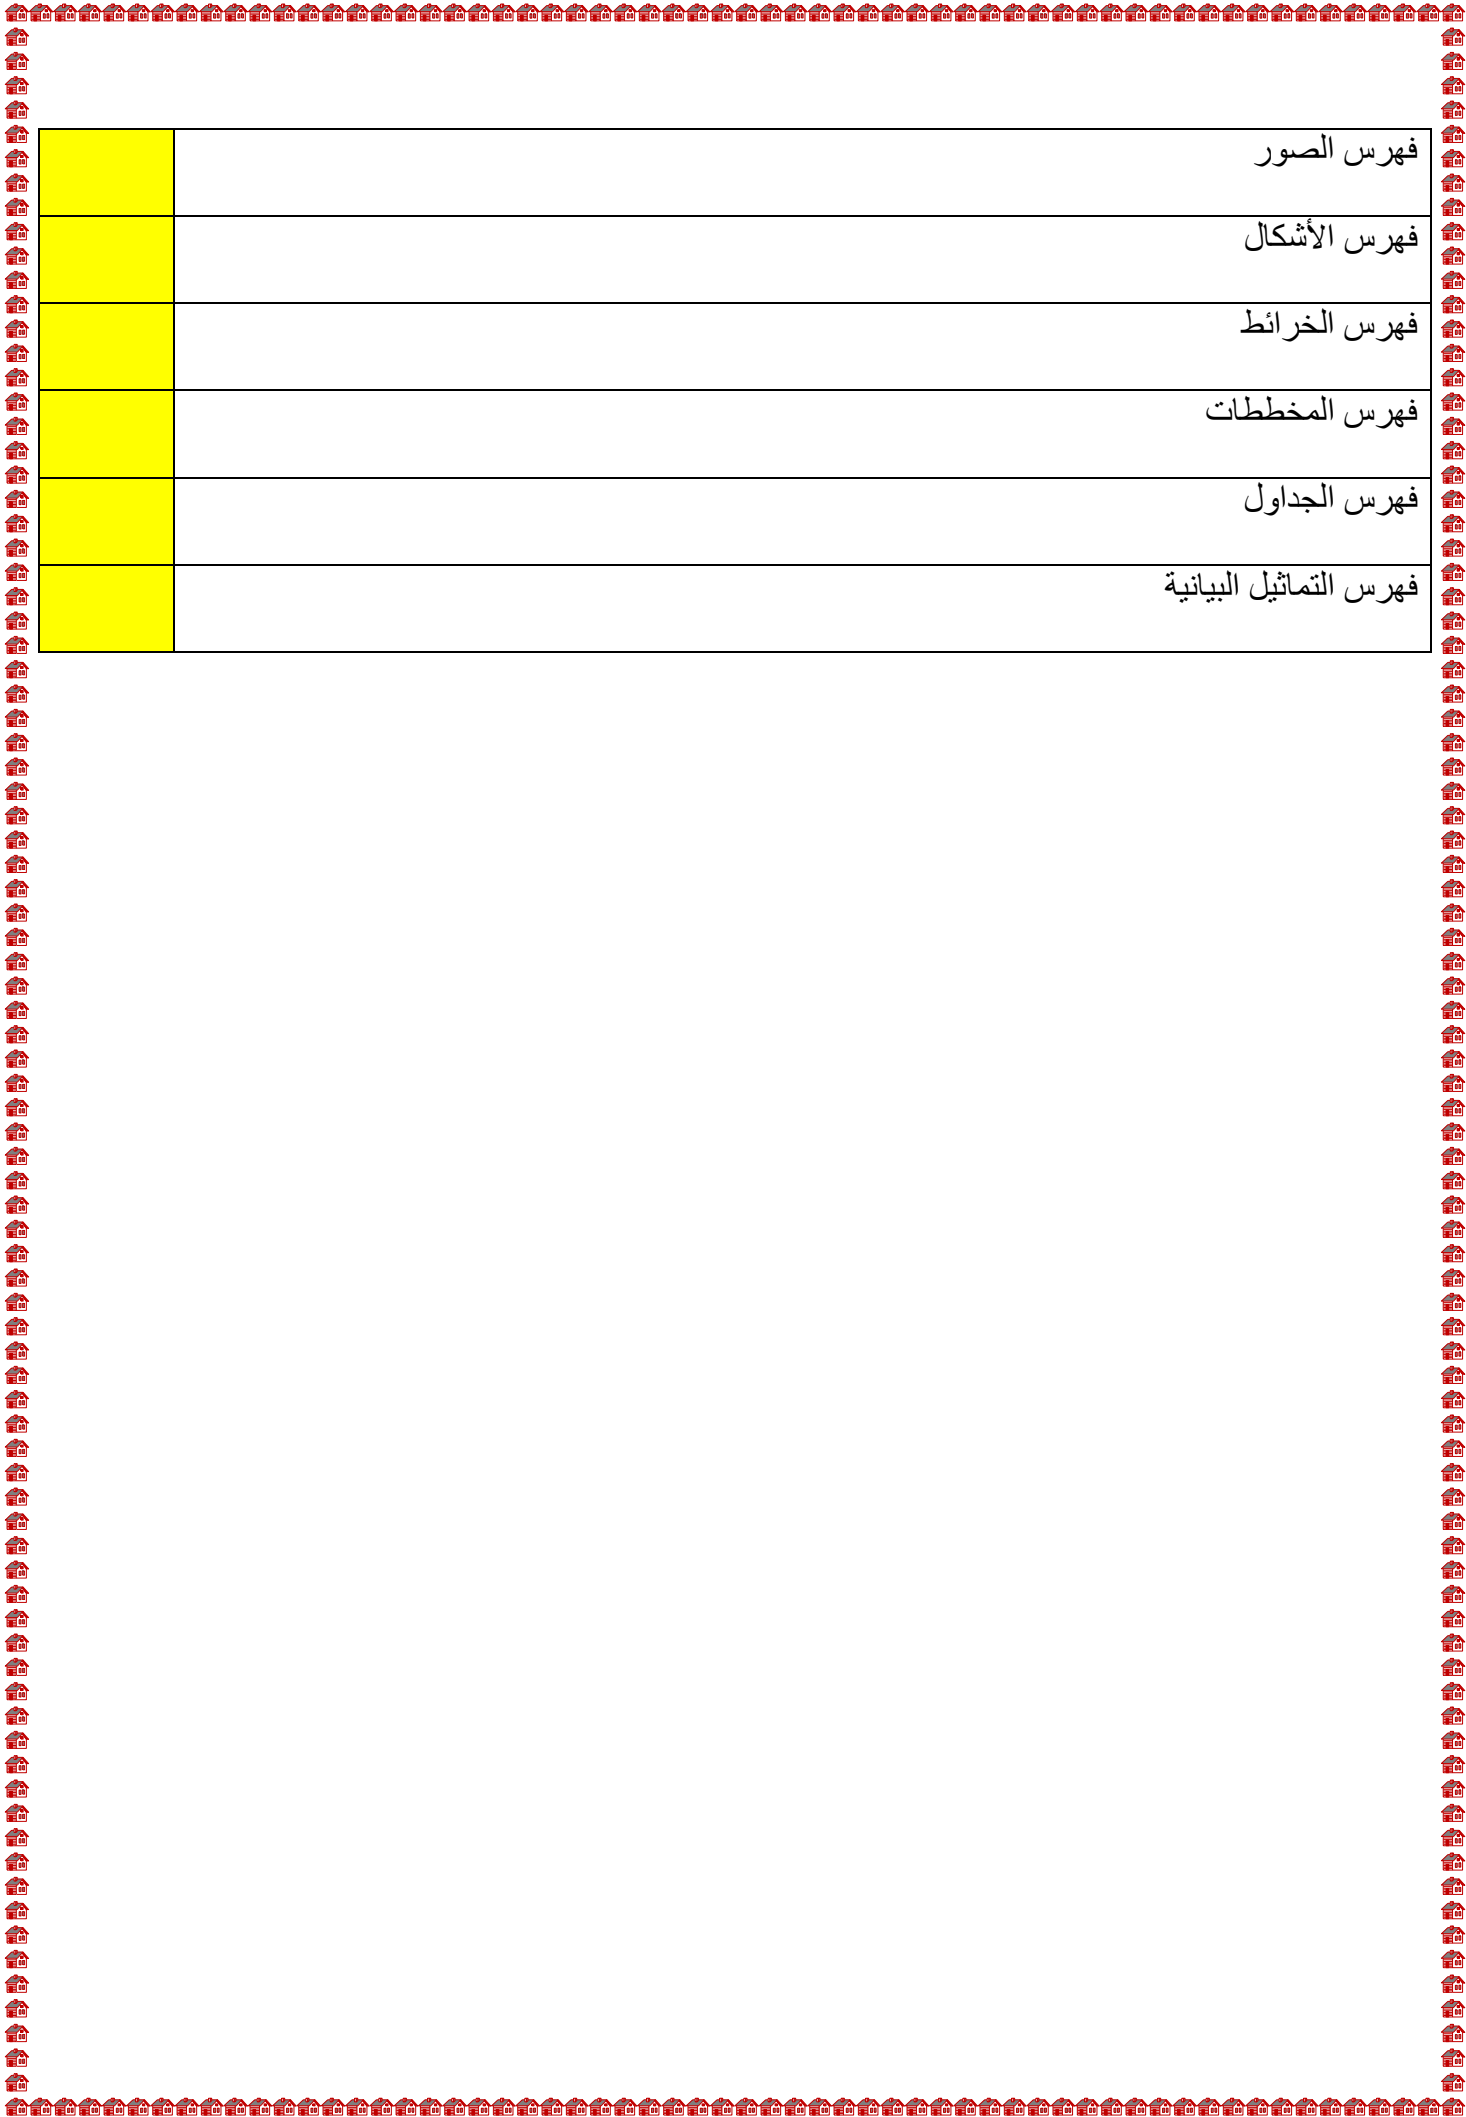 فهرس الصور
فهرس الأشكال
فهرس الخرائط
فهرس المخططات
فهرس الجداول
فهرس التماثيل البيانية